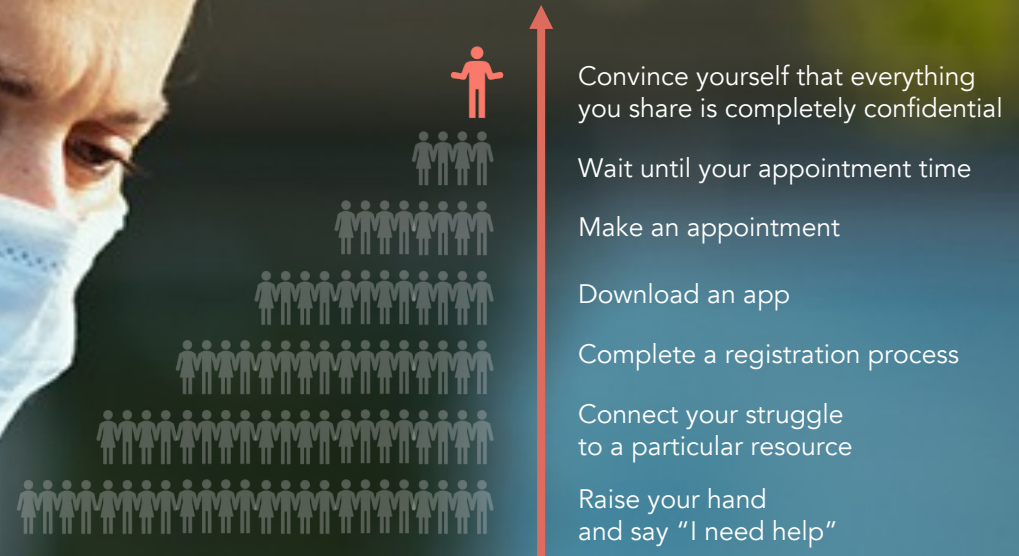 Convince yourself that everything
you share is completely confidential
Wait until your appointment time
Make an appointment
Download an app
Complete a registration process
Connect your struggle
to a particular resource
Raise your hand
and say “I need help”